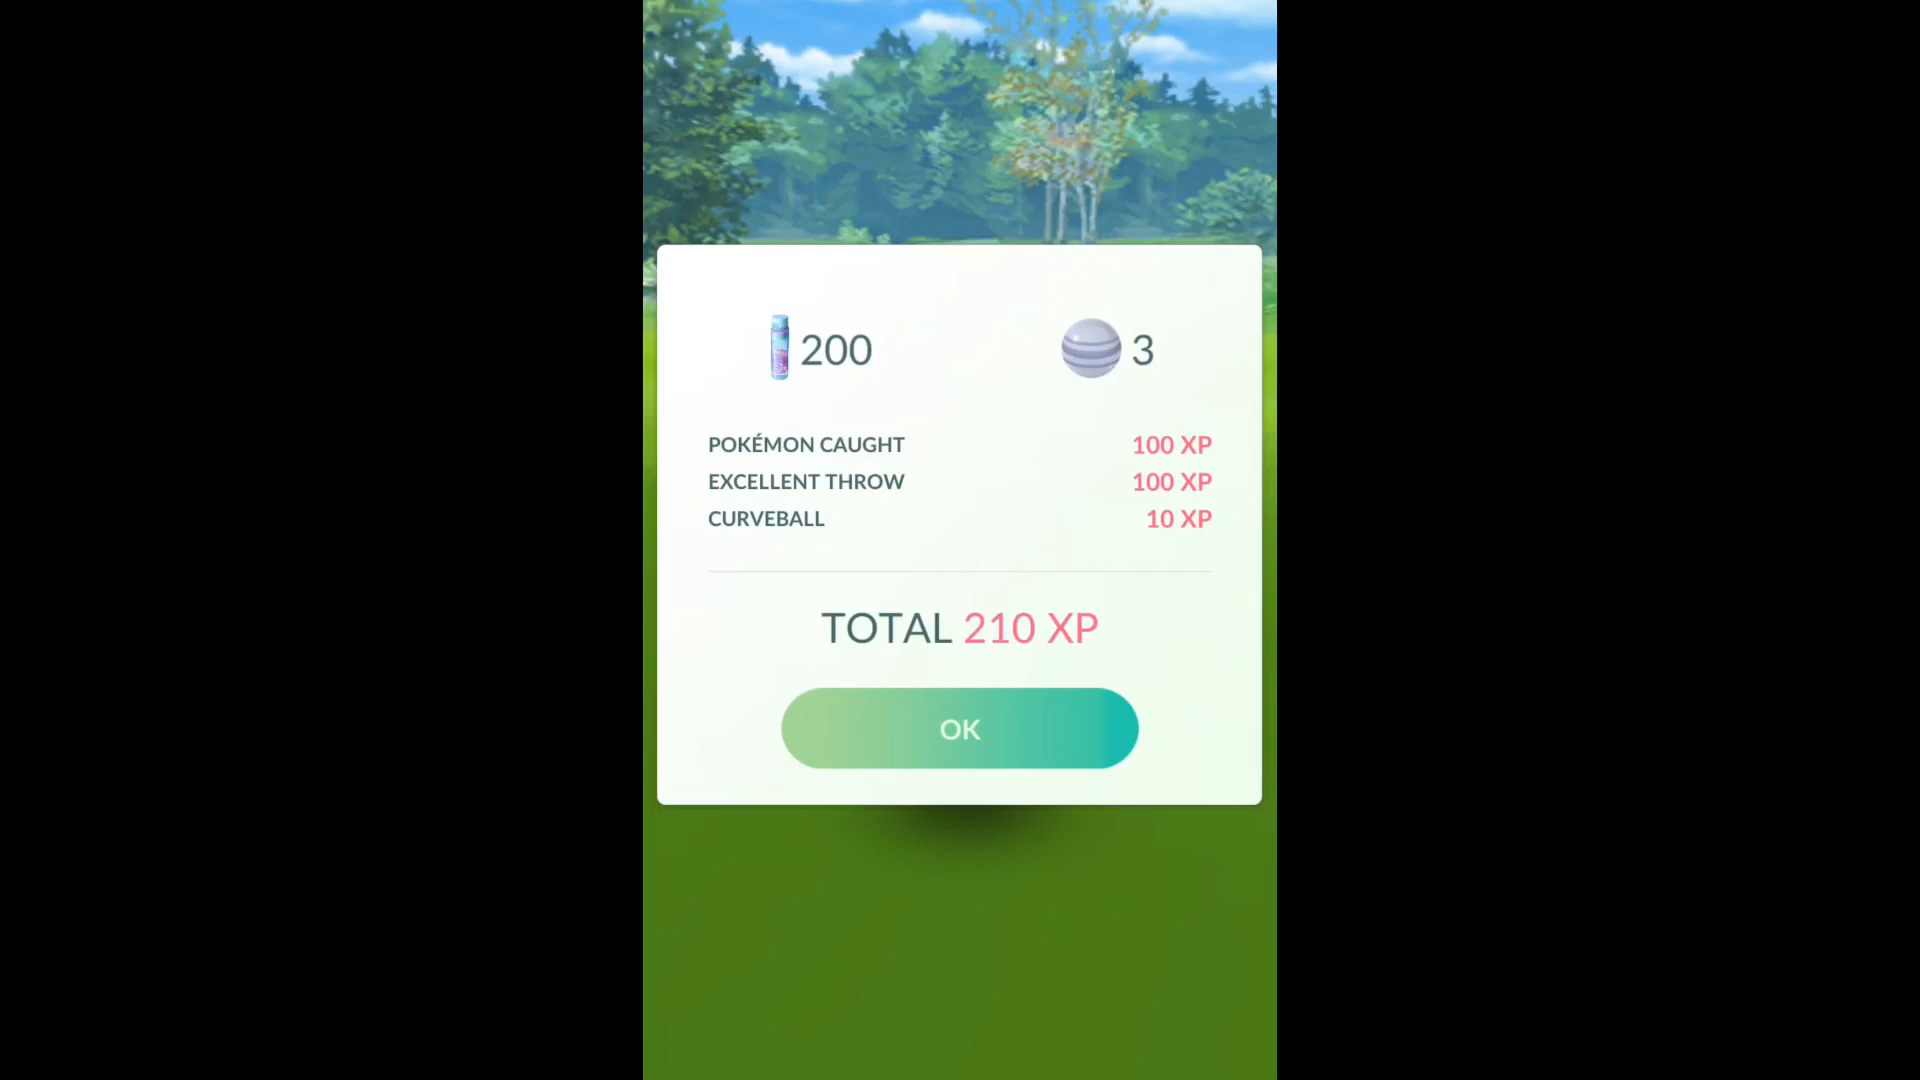 200 3
POKÉMON CAUGHT 100 XP
EXCELLENT THROW 100 XP
CURVEBALL 10 XP
TOTAL 210 XP
OK